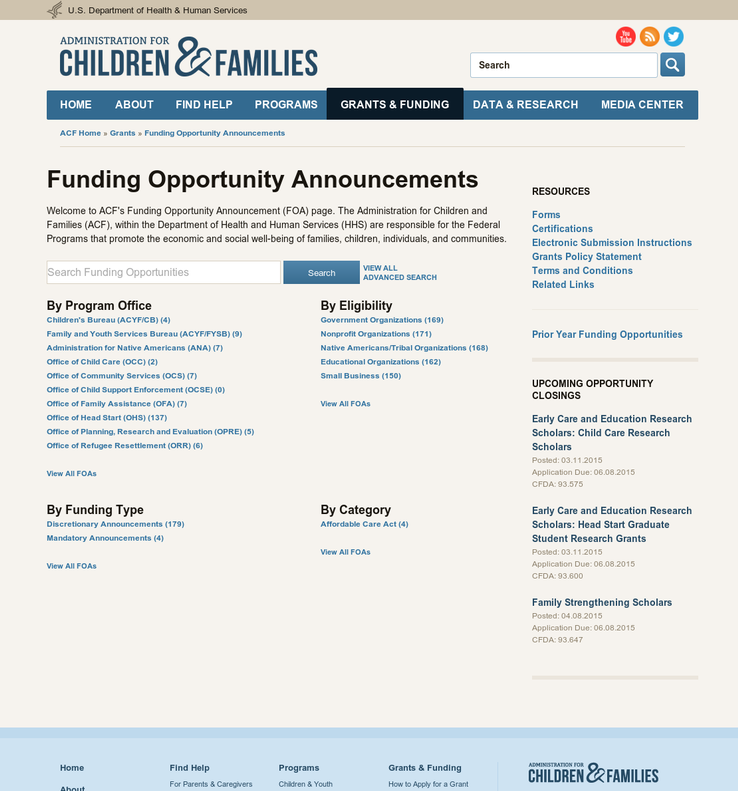 U.S. Department of Health & Human Services
ADMINISTRATION FOR
CHILDREN & FAMILIES
You Tube
Search
HOME ABOUT FIND HELP PROGRAMS GRANTS & FUNDING DATA & RESEARCH MEDIA CENTER
ACF Home » Grants » Funding Opportunity Announcements
Funding Opportunity Announcements
Welcome to ACF's Funding Opportunity Announcement (FOA) page. The Administration for Children and
Families (ACF), within the Department of Health and Human Services (HHS) are responsible for the Federal
Programs that promote the economic and social well-being of families, children, individuals, and communities.
Search Funding Opportunities
Search
VIEW ALL
ADVANCED SEARCH
By Program Office
Children's Bureau (ACYF/CB) (4)
Family and Youth Services Bureau (ACYF/FYSB) (9)
Administration for Native Americans (ANA) (7)
Office of Child Care (OCC) (2)
Office of Community Services (OCS) (7)
Office of Child Support Enforcement (OCSE) (0)
Office of Family Assistance (OFA) (7)
Office of Head Start (OHS) (137)
Office of Planning, Research and Evaluation (OPRE) (5)
Office of Refugee Resettlement (ORR) (6)
View All FOAs
By Eligibility
Government Organizations (169)
Nonprofit Organizations (171)
Native Americans/Tribal Organizations (168)
Educational Organizations (162)
Small Business (150)
View All FOAs
By Funding Type
Discretionary Announcements (179)
Mandatory Announcements (4)
View All FOAs
By Category
Affordable Care Act (4)
View All FOAs
RESOURCES
Forms
Certifications
Electronic Submission Instructions
Grants Policy Statement
Terms and Conditions
Related Links
Prior Year Funding Opportunities
UPCOMING OPPORTUNITY
CLOSINGS
Early Care and Education Research
Scholars: Child Care Research
Scholars
Posted: 03.11.2015
Application Due: 06.08.2015
CFDA: 93.575
Early Care and Education Research
Scholars: Head Start Graduate
Student Research Grants
Posted: 03.11.2015
Application Due: 06.08.2015
CFDA: 93.600
Family Strengthening Scholars
Posted: 04.08.2015
Application Due: 06.08.2015
CFDA: 93.647
Home
About
Find Help
For Parents & Caregivers
Programs
Children & Youth
Grants & Funding
How to Apply for a Grant
ADMINISTRATION FOR
CHILDREN & FAMILIES